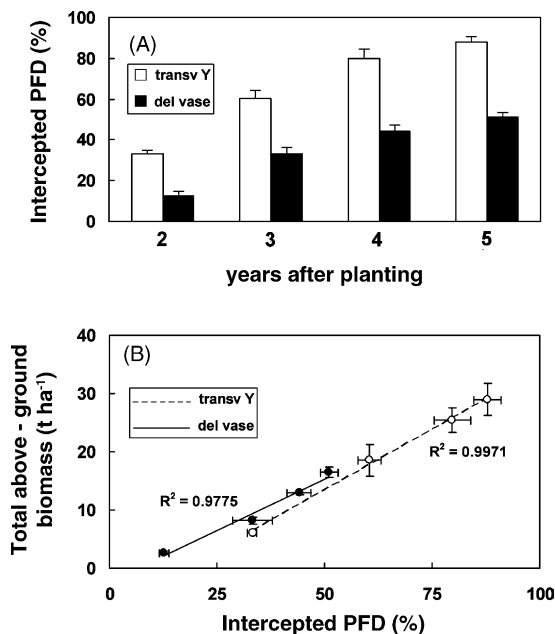 (A)
transv Y
del vase
Intercepted PFD (%)
100
80
60
40
20
0
2 3 4 5
years after planting
(B)
transv Y
del vase
R² = 0.9971
R² = 0.9775
Total above - ground
biomass (t ha⁻¹)
40
30
20
10
0
0 25 50 75 100
Intercepted PFD (%)